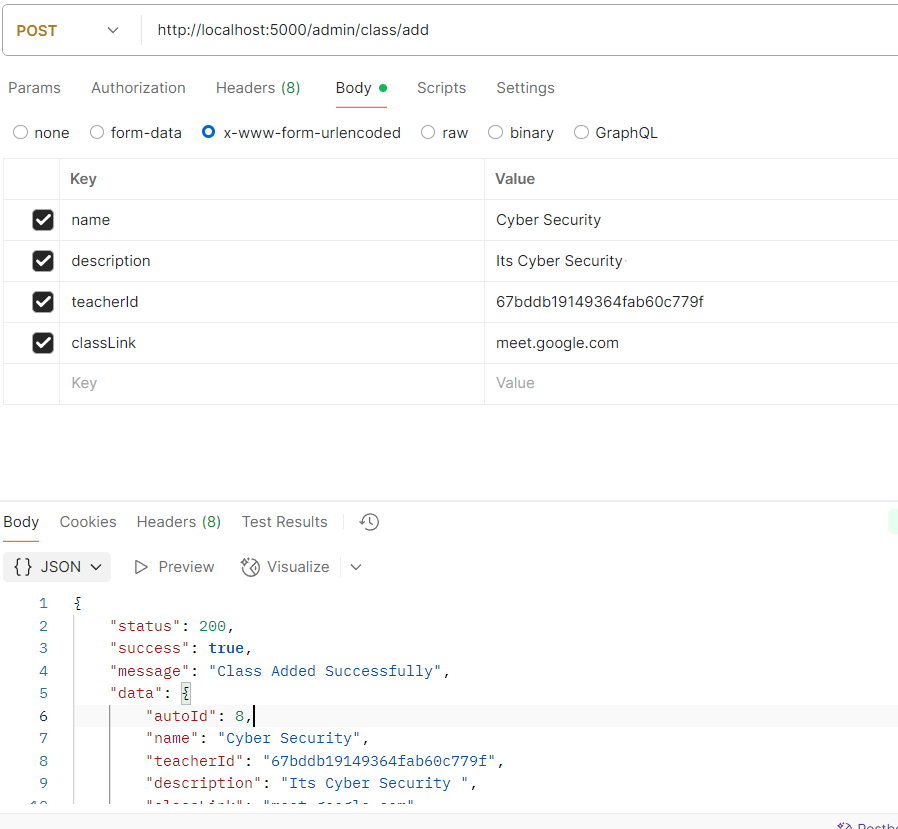 POST http://localhost:5000/admin/class/add
Params Authorization Headers (8) Body Scripts Settings
none form-data x-www-form-urlencoded raw binary GraphQL
Key Value
name Cyber Security
description Its Cyber Security
teacherId 67bddb19149364fab60c779f
classLink meet.google.com
Key Value
Body Cookies Headers (8) Test Results
{} JSON Preview Visualize
1 {
2 "status": 200,
3 "success": true,
4 "message": "Class Added Successfully",
5 "data": {
6 "autoId": 8,
7 "name": "Cyber Security",
8 "teacherId": "67bddb19149364fab60c779f",
9 "description": "Its Cyber Security ",
10 "classLink": "meet.google.com"